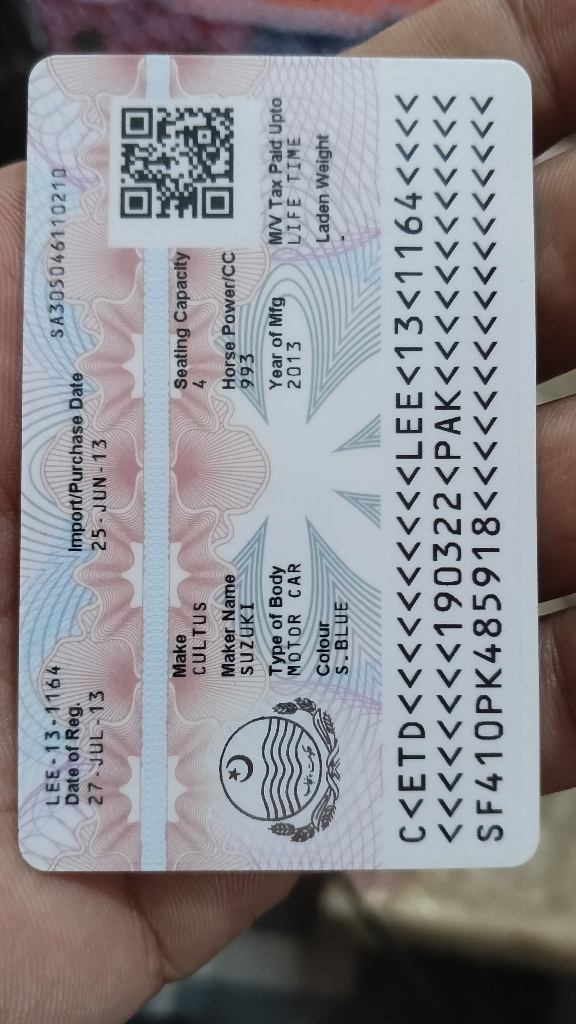 LEE-13-1164
SA305046110210
Date of Reg.
27-JUL-13
Import/Purchase Date
25-JUN-13
Make
CULTUS
Seating Capacity
4
Maker Name
SUZUKI
Horse Power/CC
993
Type of Body
MOTOR CAR
Year of Mfg
2013
M/V Tax Paid Upto
LIFE TIME
Colour
S.BLUE
Laden Weight
-
C<ETD<<<<<<<<<<<LEE<13<1164<<<<
<<<<<<<<190322<PAK<<<<<<<<<<<<
SF410PK485918<<<<<<<<<<<<<<<<<